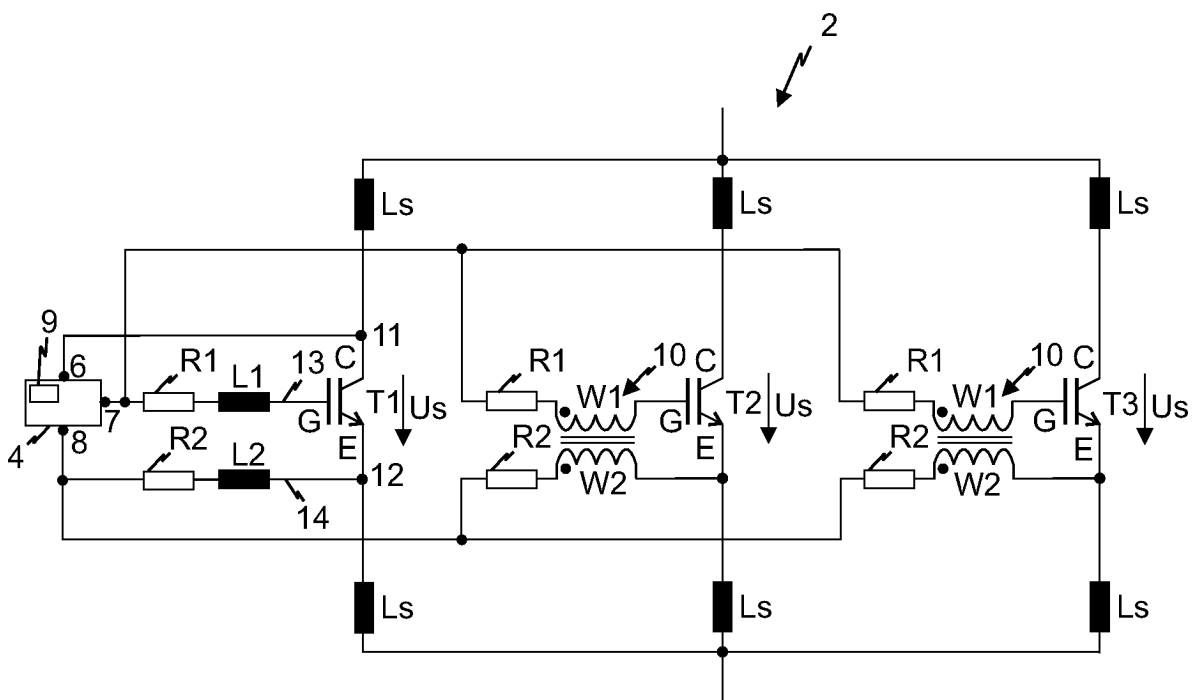 2
Ls Ls Ls
9 11
6 R1 L1 13 C R1 W1 10 C R1 W1 10 C
7 G T1 Us G T2 Us G T3 Us
4 8 R2 L2 E 12 R2 W2 E R2 W2 E
14
Ls Ls Ls